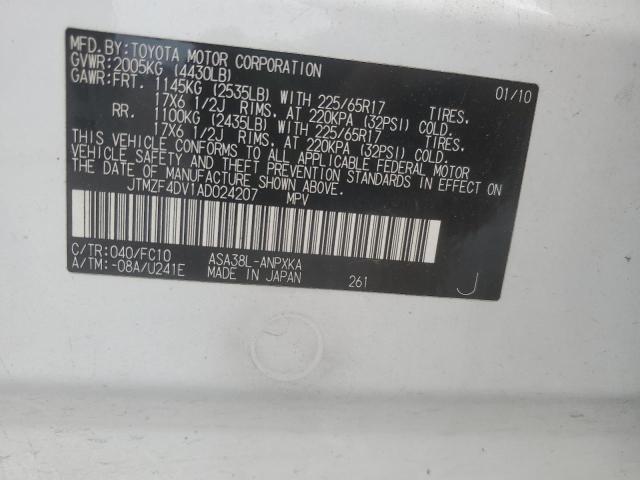 MFD.BY:TOYOTA MOTOR CORPORATION 01/10
GVWR:2005KG (4430LB)
GAWR:FRT. 1145KG (2535LB) WITH 225/65R17 TIRES.
17X6 1/2J RIMS, AT 220KPA (32PSI) COLD.
RR. 1100KG (2435LB) WITH 225/65R17 TIRES.
17X6 1/2J RIMS, AT 220KPA (32PSI) COLD.
THIS VEHICLE CONFORMS TO ALL APPLICABLE FEDERAL MOTOR
VEHICLE SAFETY AND THEFT PREVENTION STANDARDS IN EFFECT ON
THE DATE OF MANUFACTURE SHOWN ABOVE.
JTMZF4DV1AD024207 MPV
C/TR:040/FC10 ASA38L-ANPXKA
A/TM:-08A/U241E MADE IN JAPAN 261 J